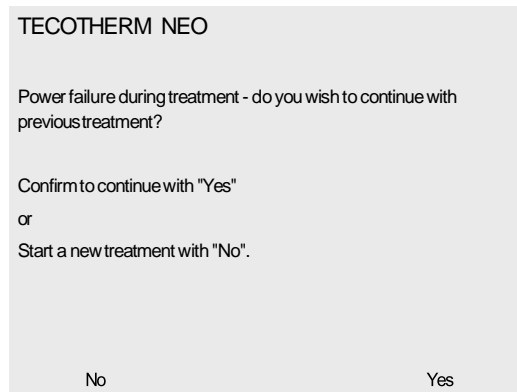 TECOTHERM NEO
Power failure during treatment - do you wish to continue with
previous treatment?
Confirm to continue with "Yes"
or
Start a new treatment with "No".
No Yes